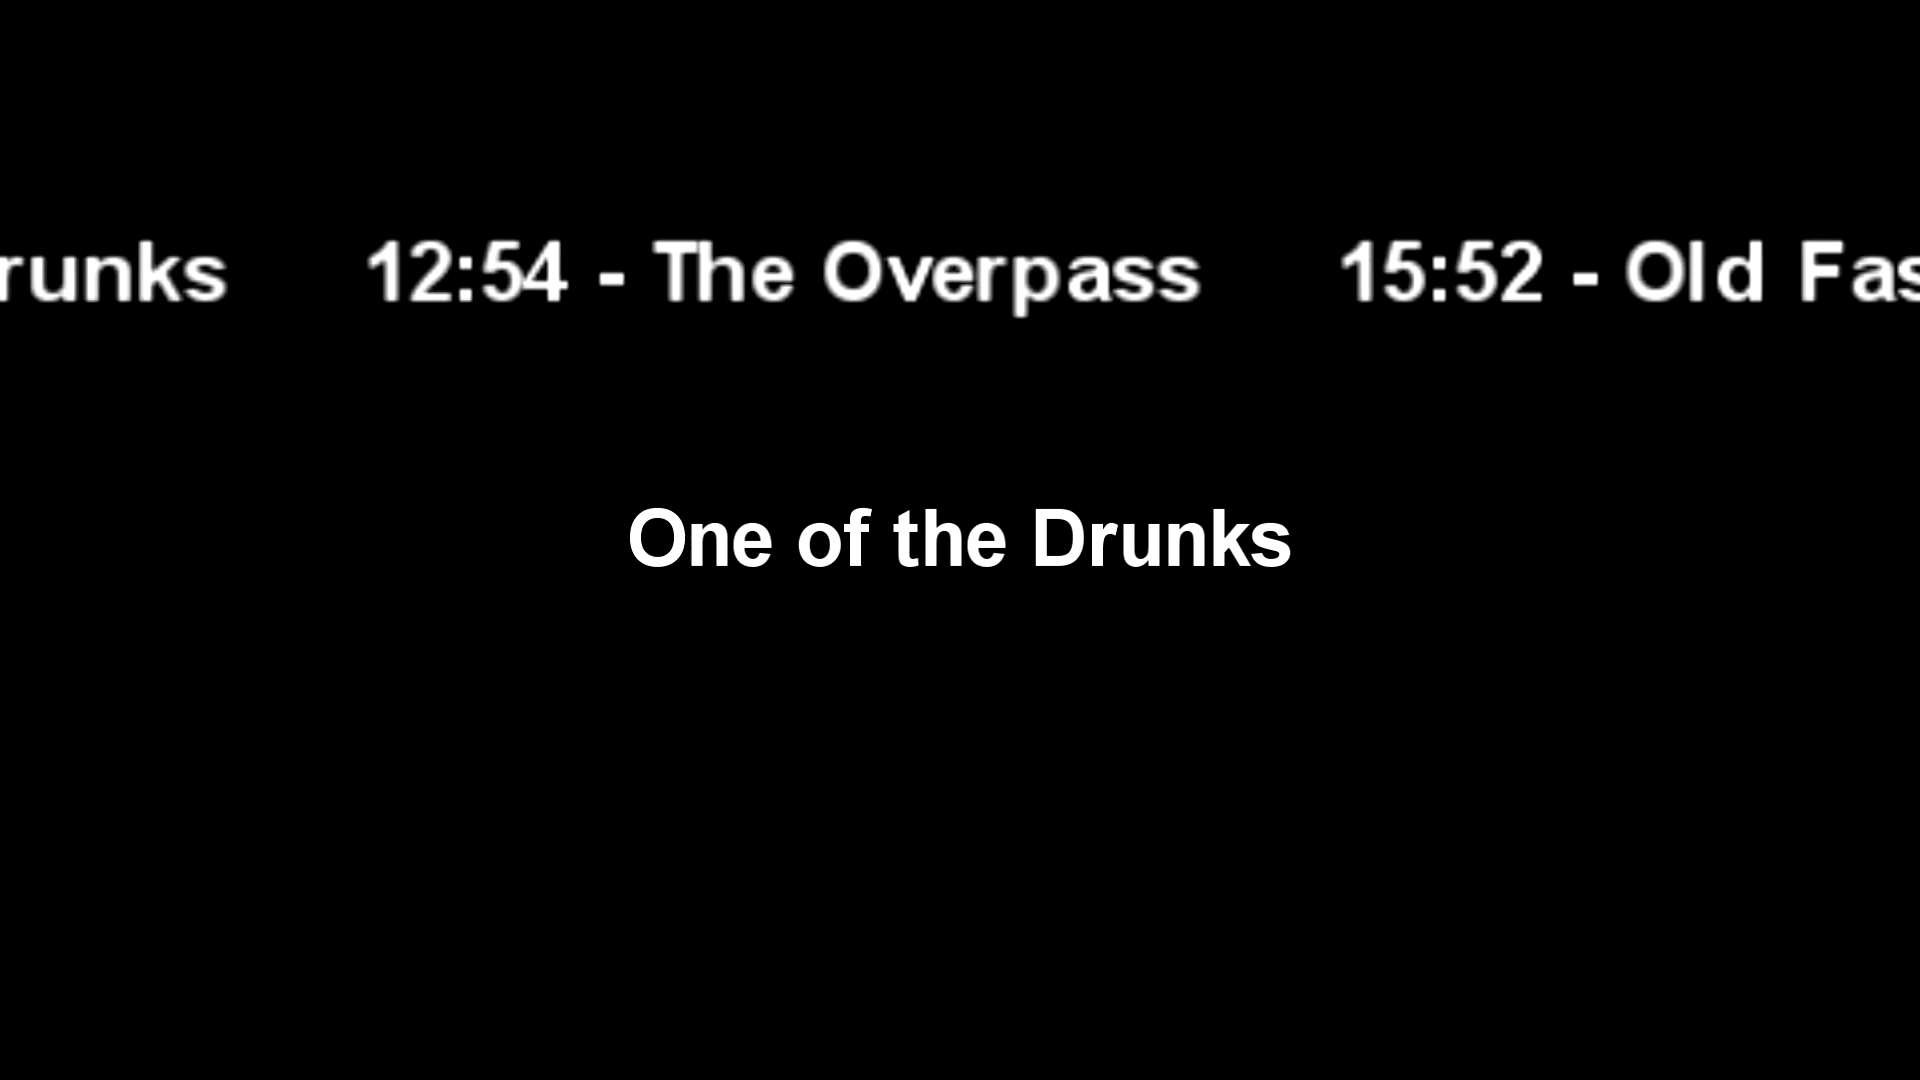 runks 12:54 - The Overpass 15:52 - Old Fas
One of the Drunks